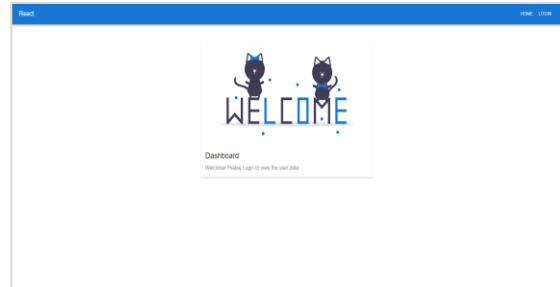 React
HOME LOGIN
WELCOME
Dashboard
Welcome! Please Login to view the user data